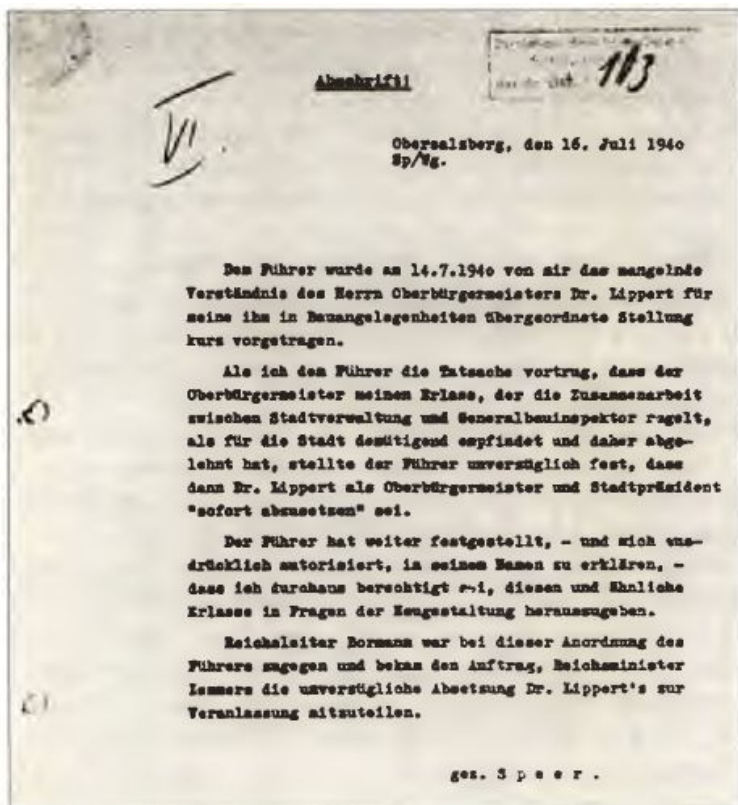 Abschrift!
103
VI.
Obersalzberg, den 16. Juli 194o
Sp/Wg.
Dem Führer wurde am 14.7.194o von mir das mangelnde
Verständnis des Herrn Oberbürgermeisters Dr. Lippert für
meine ihm in Bauangelegenheiten übergeordnete Stellung
kurz vorgetragen.
Als ich dem Führer die Tatsache vortrug, dass der
Oberbürgermeister meinen Erlass, der die Zusammenarbeit
zwischen Stadtverwaltung und Generalbauinspektor regelt,
als für die Stadt demütigend empfindet und daher abge-
lehnt hat, stellte der Führer unverzüglich fest, dass
dann Dr. Lippert als Oberbürgermeister und Stadtpräsident
"sofort abzusetzen" sei.
Der Führer hat weiter festgestellt, - und mich aus-
drücklich autorisiert, in seinem Namen zu erklären, -
dass ich durchaus berechtigt sei, diesen und ähnliche
Erlasse in Fragen der Neugestaltung herauszugeben.
Reichsleiter Bormann war bei dieser Anordnung des
Führers zugegen und bekam den Auftrag, Reichsminister
Lammers die unverzügliche Absetzung Dr. Lippert's zur
Veranlassung mitzuteilen.
gez. S p e e r .